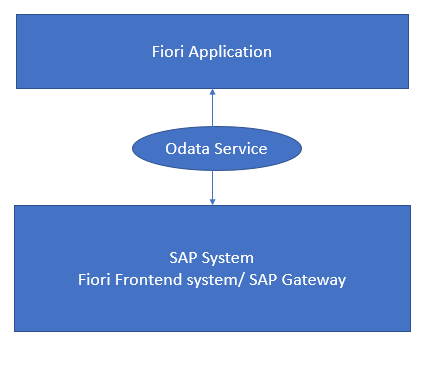 Fiori Application
Odata Service
SAP System
Fiori Frontend system/ SAP Gateway